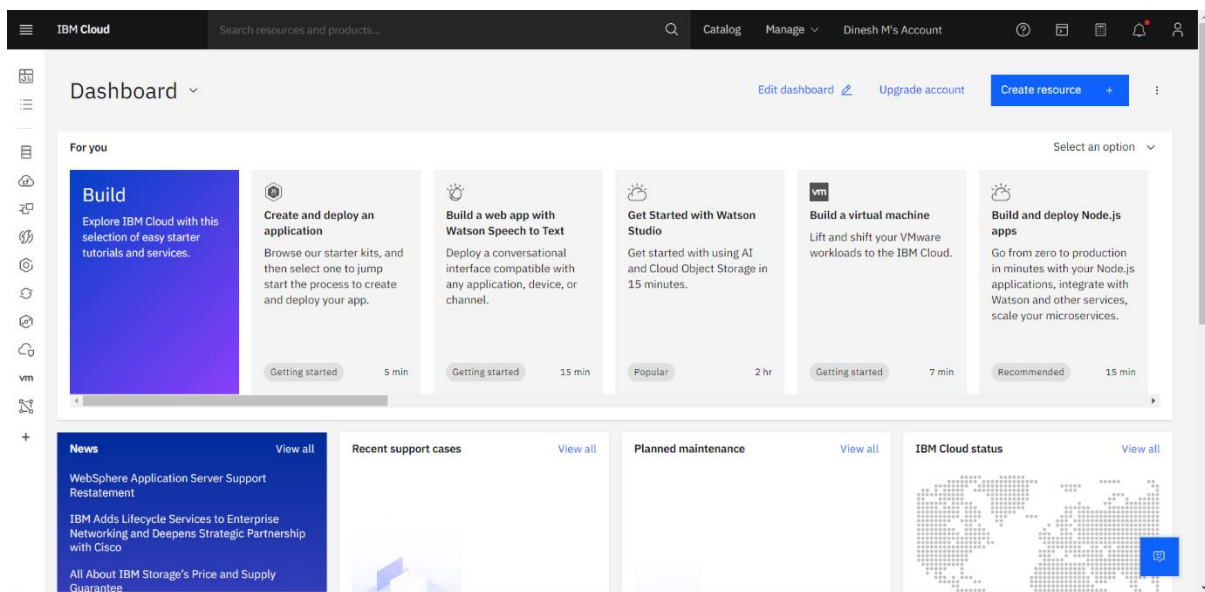 IBM Cloud
Search resources and products...
Catalog
Manage
Dinesh M's Account
Dashboard
Edit dashboard
Upgrade account
Create resource +
For you
Select an option
Build
Explore IBM Cloud with this
selection of easy starter
tutorials and services.
Create and deploy an
application
Browse our starter kits, and
then select one to jump
start the process to create
and deploy your app.
Getting started
5 min
Build a web app with
Watson Speech to Text
Deploy a conversational
interface compatible with
any application, device, or
channel.
Getting started
15 min
Get Started with Watson
Studio
Get started with using AI
and Cloud Object Storage in
15 minutes.
Popular
2 hr
vm
Build a virtual machine
Lift and shift your VMware
workloads to the IBM Cloud.
Getting started
7 min
Build and deploy Node.js
apps
Go from zero to production
in minutes with your Node.js
applications, integrate with
Watson and other services,
scale your microservices.
Recommended
15 min
vm
+
News
View all
WebSphere Application Server Support
Restatement
IBM Adds Lifecycle Services to Enterprise
Networking and Deepens Strategic Partnership
with Cisco
All About IBM Storage's Price and Supply
Guarantee
Recent support cases
View all
Planned maintenance
View all
IBM Cloud status
View all